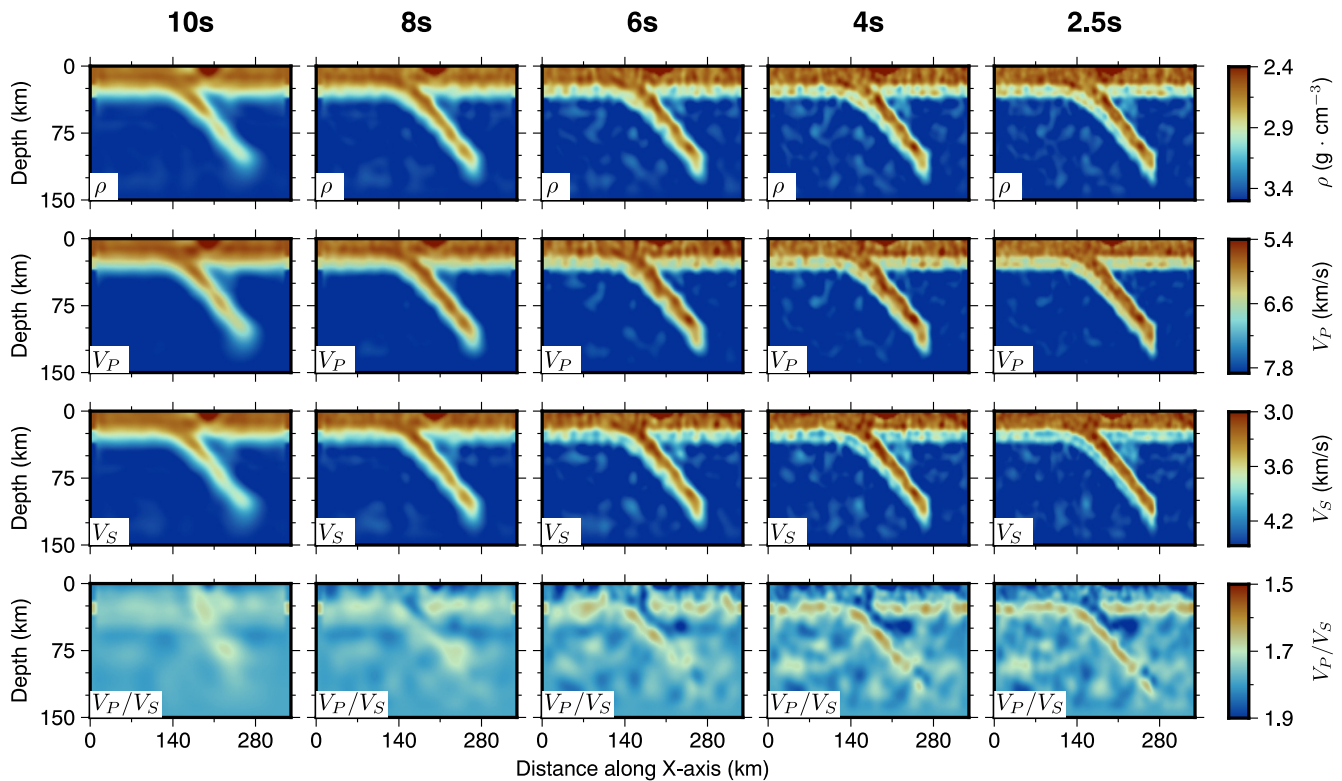 10s 8s 6s 4s 2.5s
0
75
150
Depth (km)
ρ ρ ρ ρ ρ
2.4
2.9
3.4
ρ (g · cm⁻³)
0
75
150
Depth (km)
V_P V_P V_P V_P V_P
5.4
6.6
7.8
V_P (km/s)
0
75
150
Depth (km)
V_S V_S V_S V_S V_S
3.0
3.6
4.2
V_S (km/s)
0
75
150
Depth (km)
V_P/V_S V_P/V_S V_P/V_S V_P/V_S V_P/V_S
1.5
1.7
1.9
V_P/V_S
0 140 280 0 140 280 0 140 280 0 140 280 0 140 280
Distance along X-axis (km)